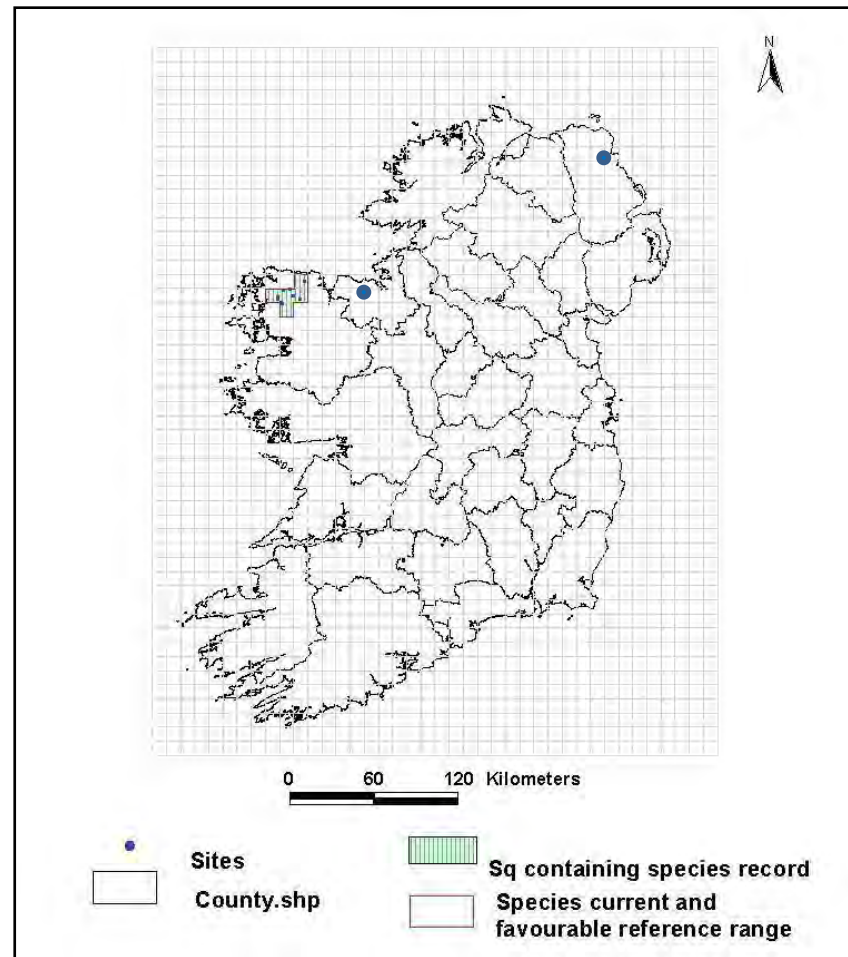 N
0 60 120 Kilometers
Sites
County.shp
Sq containing species record
Species current and
favourable reference range